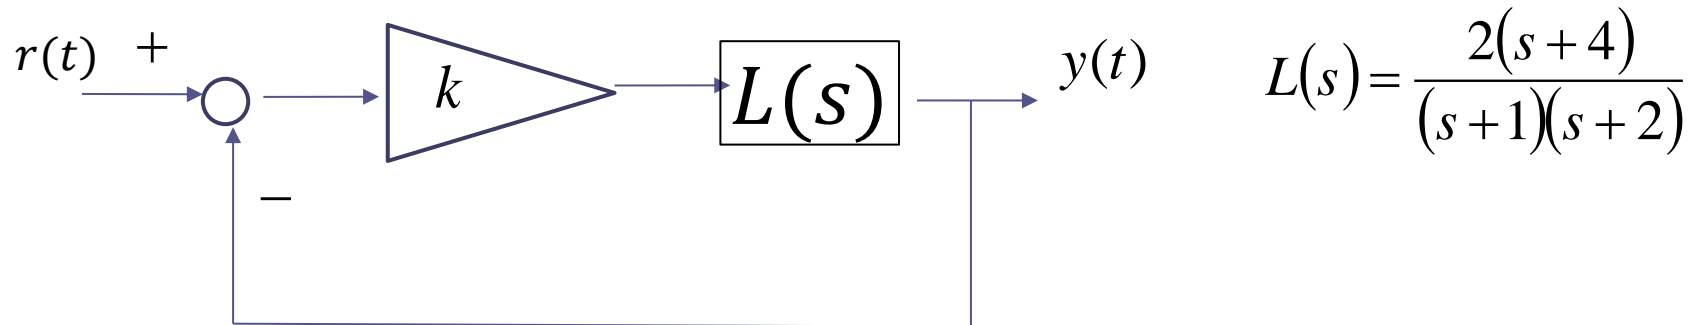 r(t) +
k
L(s)
y(t)
L(s) = 2(s + 4) / (s + 1)(s + 2)
−